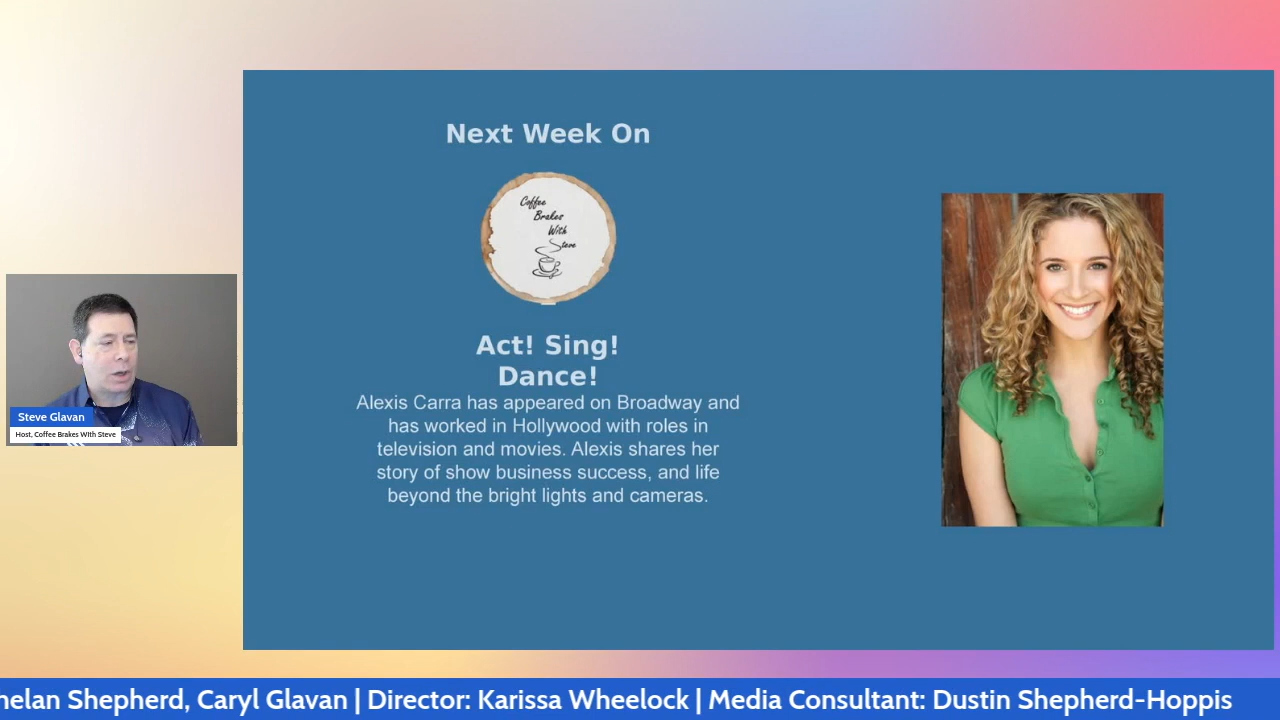 Next Week On
Coffee
Brakes
With
Steve
Act! Sing!
Dance!
Alexis Carra has appeared on Broadway and
has worked in Hollywood with roles in
television and movies. Alexis shares her
story of show business success, and life
beyond the bright lights and cameras.
Steve Glavan
Host, Coffee Brakes With Steve
helan Shepherd, Caryl Glavan | Director: Karissa Wheelock | Media Consultant: Dustin Shepherd-Hoppis